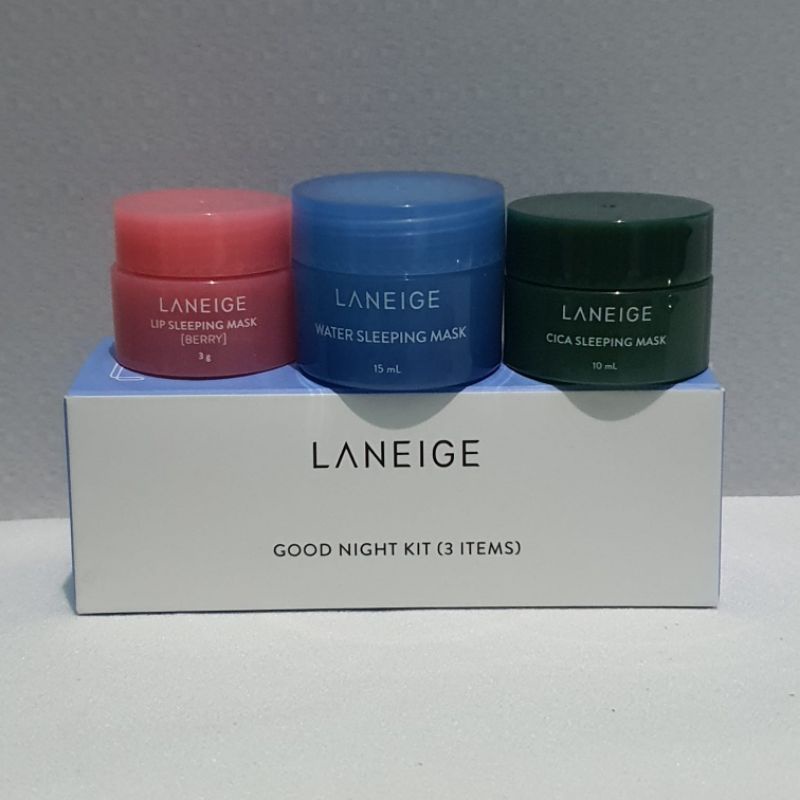 LANEIGE
LIP SLEEPING MASK
[BERRY]
3 g
LANEIGE
WATER SLEEPING MASK
15 mL
LANEIGE
CICA SLEEPING MASK
10 mL
LANEIGE
GOOD NIGHT KIT (3 ITEMS)